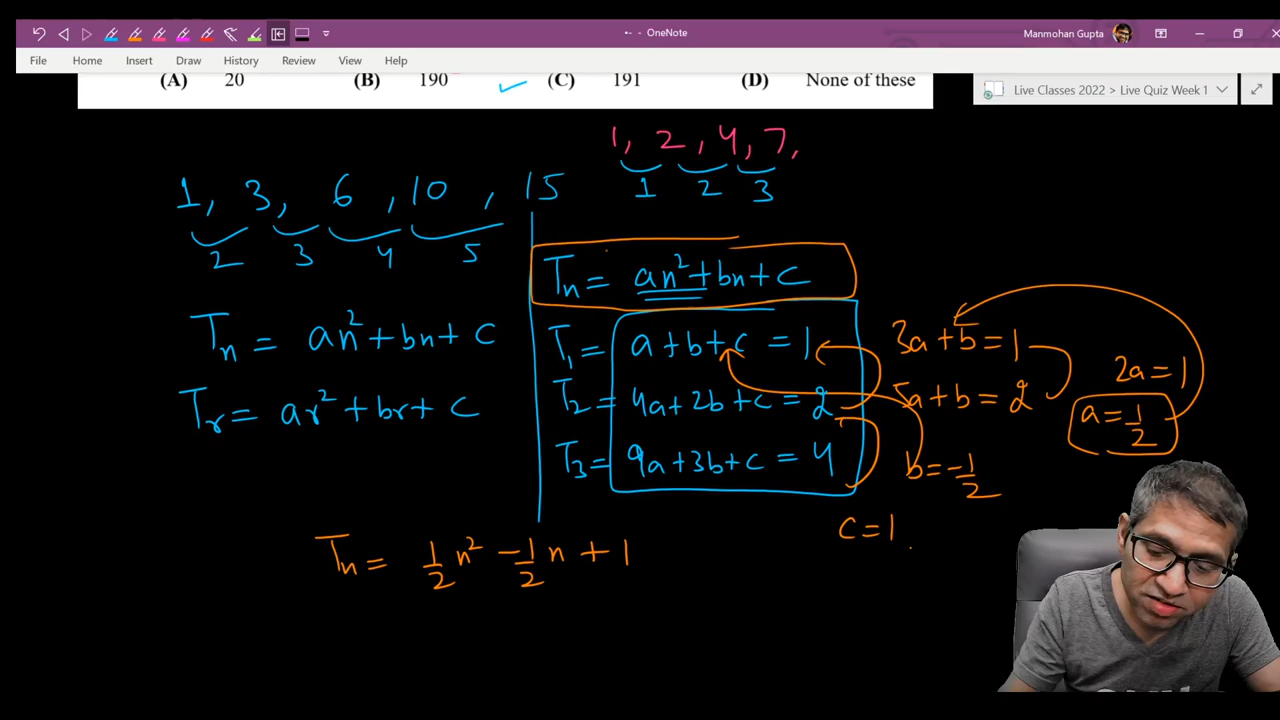 OneNote
Manmohan Gupta
File Home Insert Draw History Review View Help
(A) 20 (B) 190 (C) 191 (D) None of these
Live Classes 2022 > Live Quiz Week 1
1, 2, 4, 7,
1 2 3
1, 3, 6, 10, 15
2 3 4 5
Tn = an² + bn + c
Tr = ar² + br + c
Tn = an² + bn + c
T1 = a + b + c = 1
T2 = 4a + 2b + c = 2
T3 = 9a + 3b + c = 4
3a + b = 1
5a + b = 2
2a = 1
a = 1/2
b = -1/2
c = 1
Tn = 1/2 n² - 1/2 n + 1